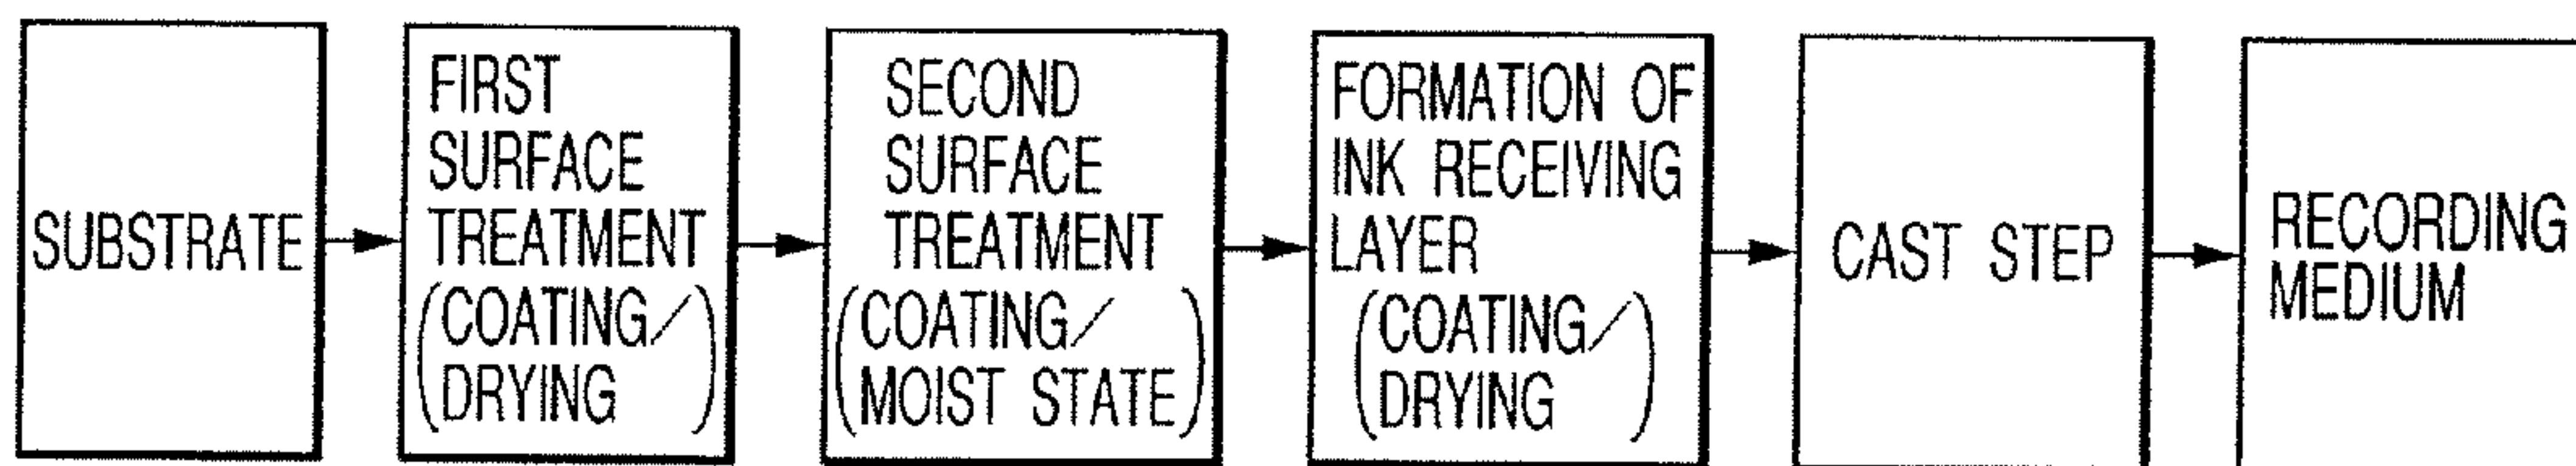 SUBSTRATE
FIRST
SURFACE
TREATMENT
(COATING/
DRYING)
SECOND
SURFACE
TREATMENT
(COATING/
MOIST STATE)
FORMATION OF
INK RECEIVING
LAYER
(COATING/
DRYING)
CAST STEP
RECORDING
MEDIUM